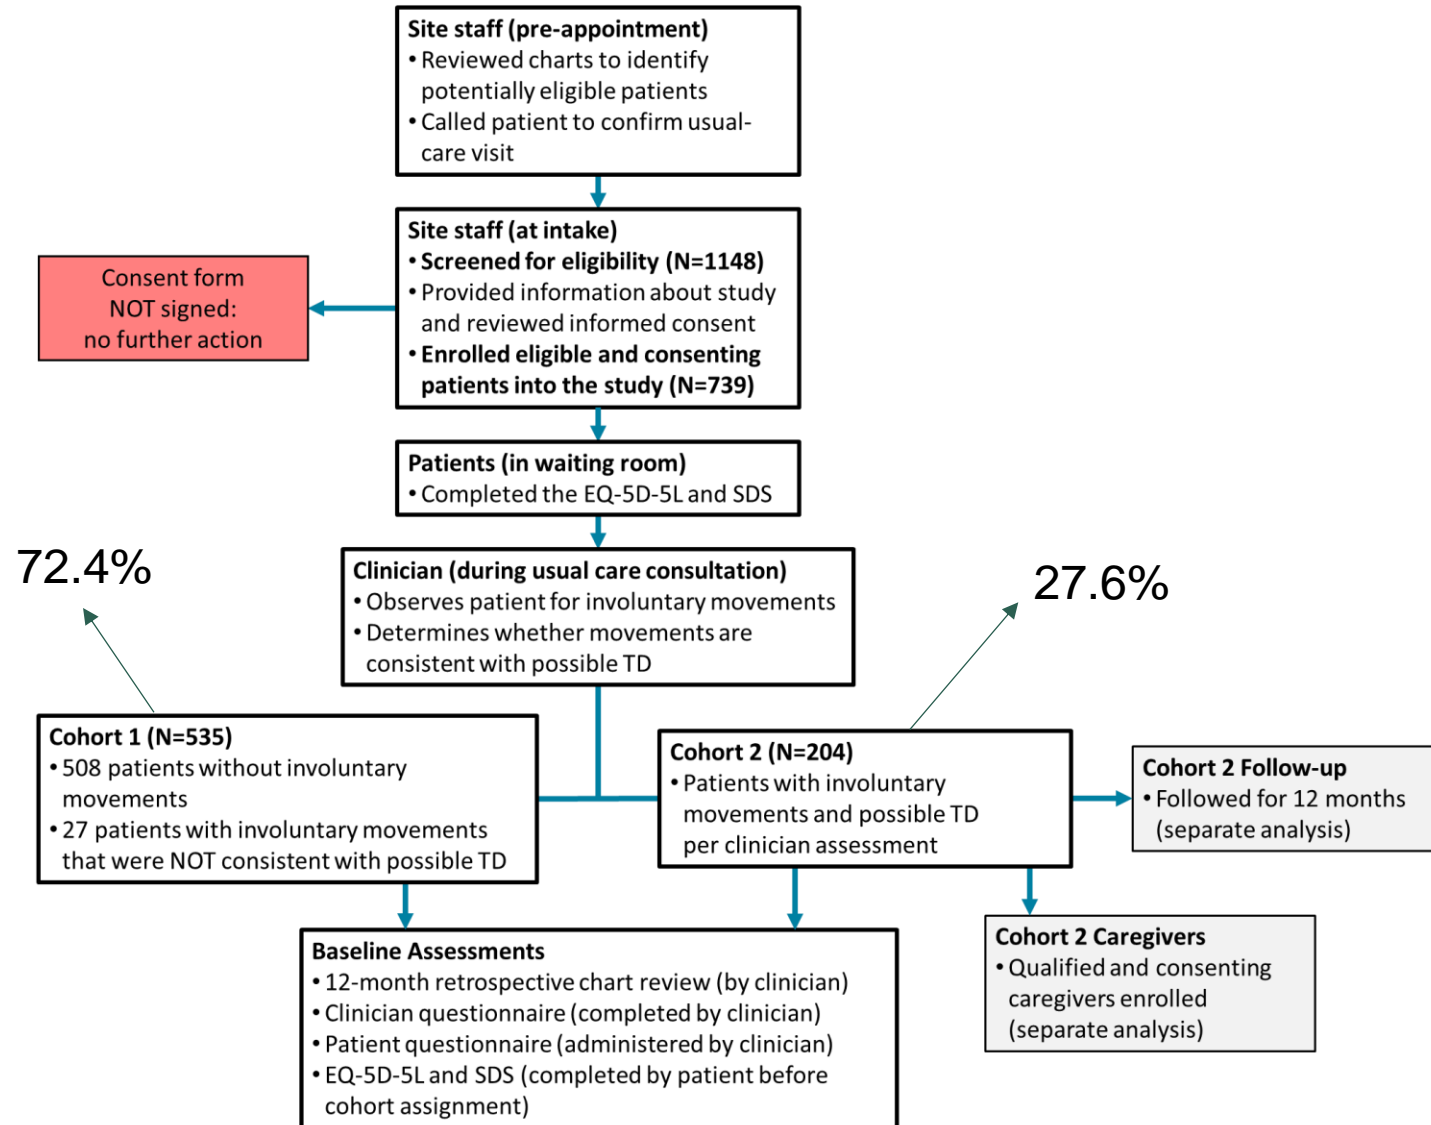 Site staff (pre-appointment)
• Reviewed charts to identify
potentially eligible patients
• Called patient to confirm usual-
care visit
Site staff (at intake)
• Screened for eligibility (N=1148)
• Provided information about study
and reviewed informed consent
• Enrolled eligible and consenting
patients into the study (N=739)
Consent form
NOT signed:
no further action
Patients (in waiting room)
• Completed the EQ-5D-5L and SDS
Clinician (during usual care consultation)
• Observes patient for involuntary movements
• Determines whether movements are
consistent with possible TD
72.4%
27.6%
Cohort 1 (N=535)
• 508 patients without involuntary
movements
• 27 patients with involuntary movements
that were NOT consistent with possible TD
Cohort 2 (N=204)
• Patients with involuntary
movements and possible TD
per clinician assessment
Cohort 2 Follow-up
• Followed for 12 months
(separate analysis)
Baseline Assessments
• 12-month retrospective chart review (by clinician)
• Clinician questionnaire (completed by clinician)
• Patient questionnaire (administered by clinician)
• EQ-5D-5L and SDS (completed by patient before
cohort assignment)
Cohort 2 Caregivers
• Qualified and consenting
caregivers enrolled
(separate analysis)